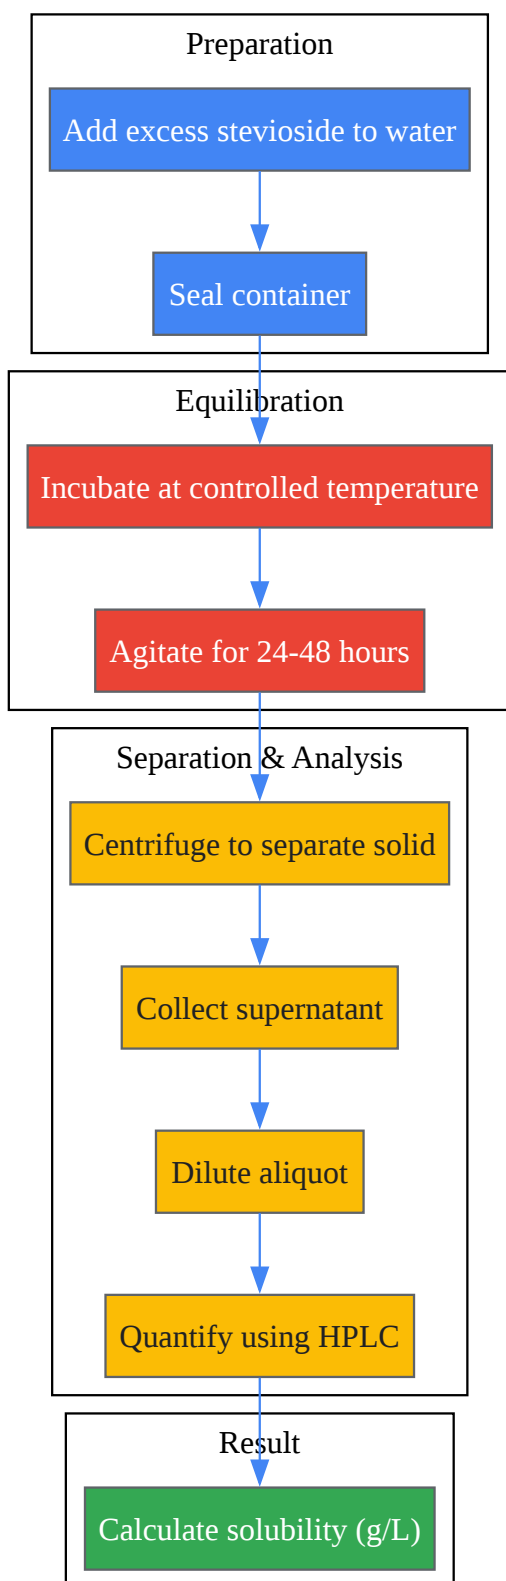 Preparation
Add excess stevioside to water
Seal container
Equilibration
Incubate at controlled temperature
Agitate for 24-48 hours
Separation & Analysis
Centrifuge to separate solid
Collect supernatant
Dilute aliquot
Quantify using HPLC
Result
Calculate solubility (g/L)